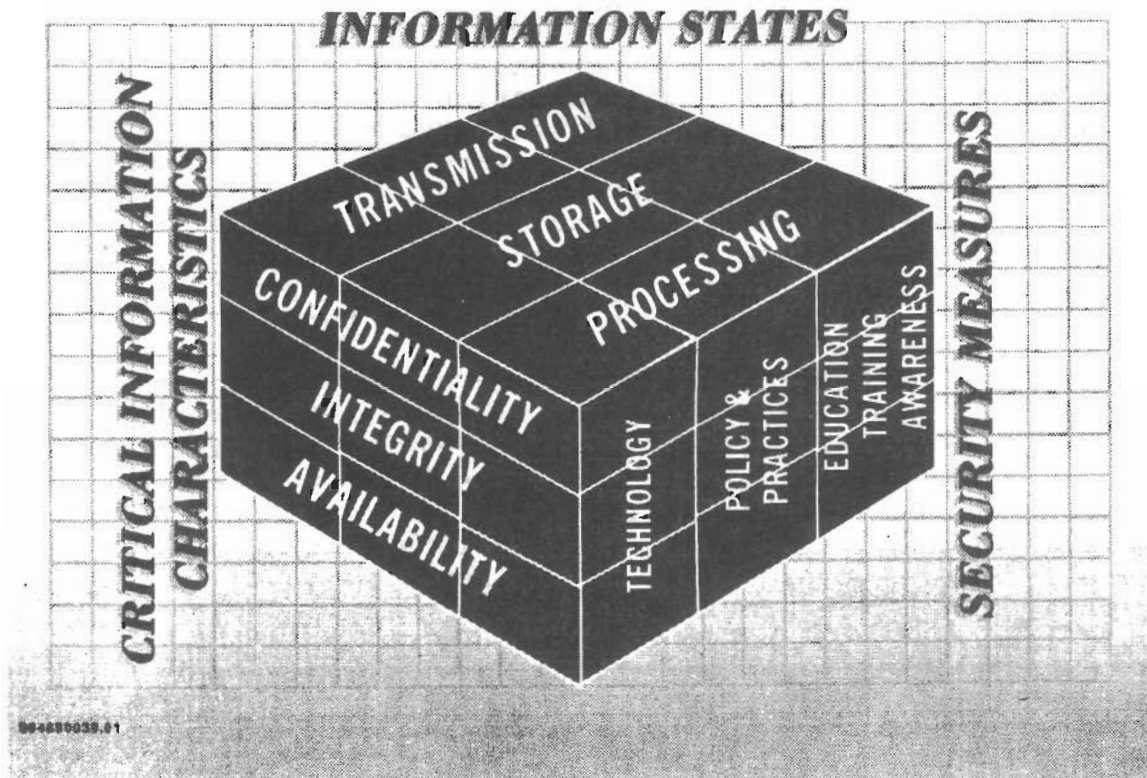 INFORMATION STATES
CRITICAL INFORMATION
CHARACTERISTICS
TRANSMISSION
STORAGE
PROCESSING
CONFIDENTIALITY
INTEGRITY
AVAILABILITY
TECHNOLOGY
POLICY &
PRACTICES
EDUCATION
TRAINING
AWARENESS
SECURITY MEASURES